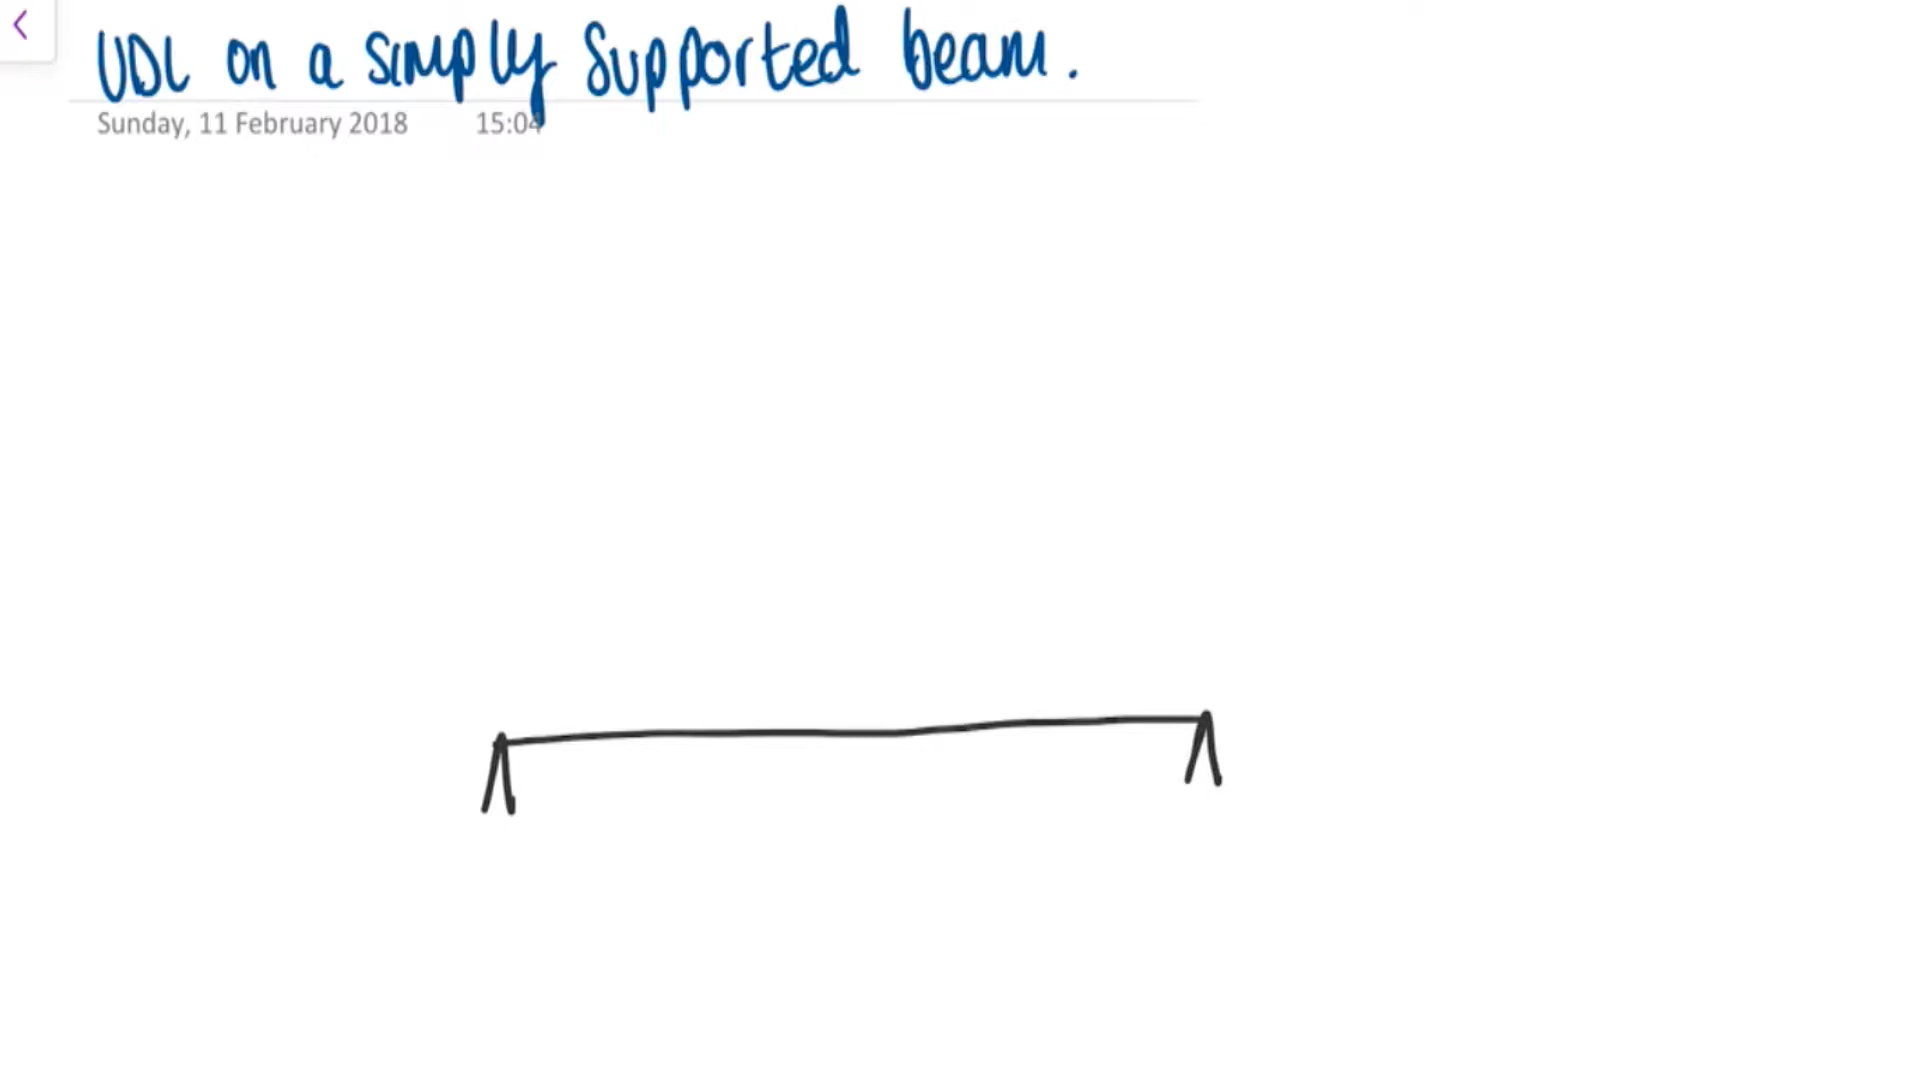 UDL on a simply supported beam.
Sunday, 11 February 2018 15:04